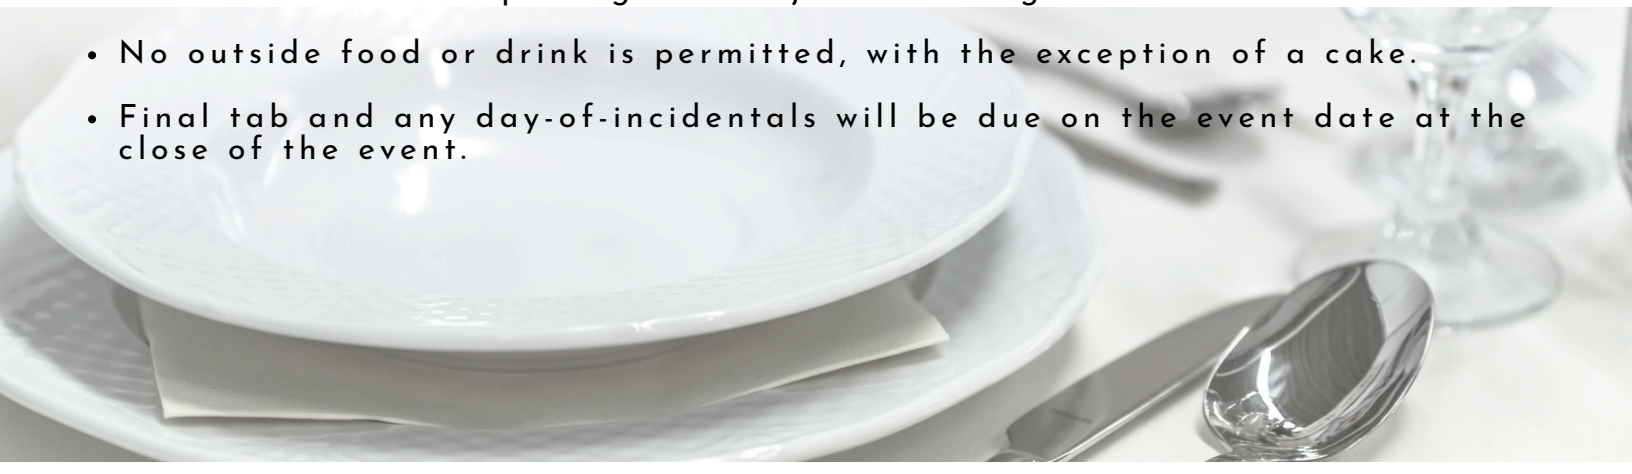 • No outside food or drink is permitted, with the exception of a cake.
• Final tab and any day-of-incidentals will be due on the event date at the
close of the event.